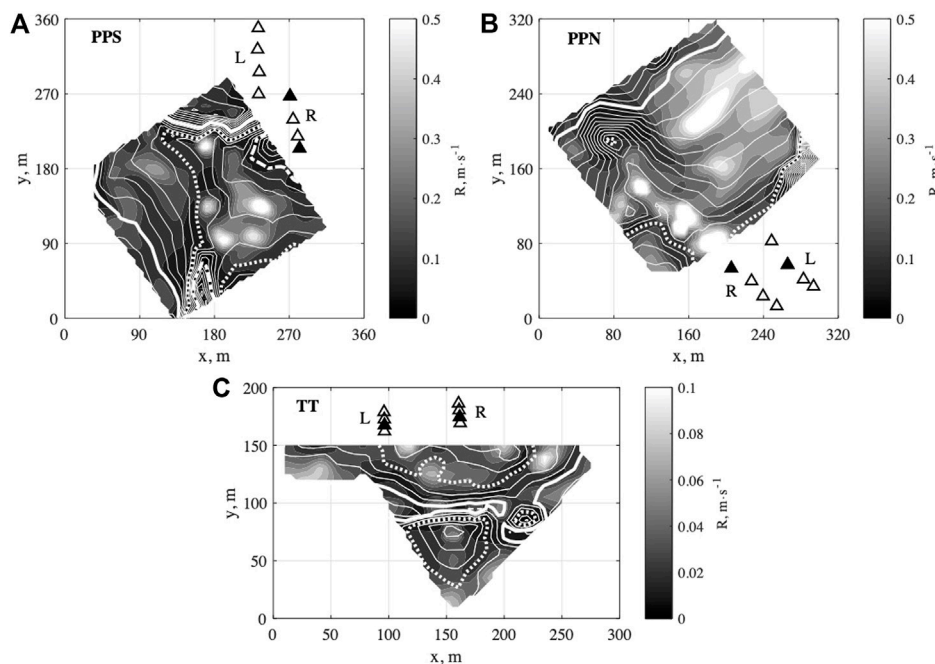 A
PPS
L
R
360
270
180
90
0
y, m
0
90
180
270
360
x, m
0.5
0.4
0.3
0.2
0.1
0
R, m·s⁻¹
B
PPN
L
R
320
240
160
80
0
y, m
0
80
160
240
320
x, m
0.5
0.4
0.3
0.2
0.1
0
R, m·s⁻¹
C
TT
L
R
200
150
100
50
0
y, m
0
50
100
150
200
250
300
x, m
0.1
0.08
0.06
0.04
0.02
0
R, m·s⁻¹